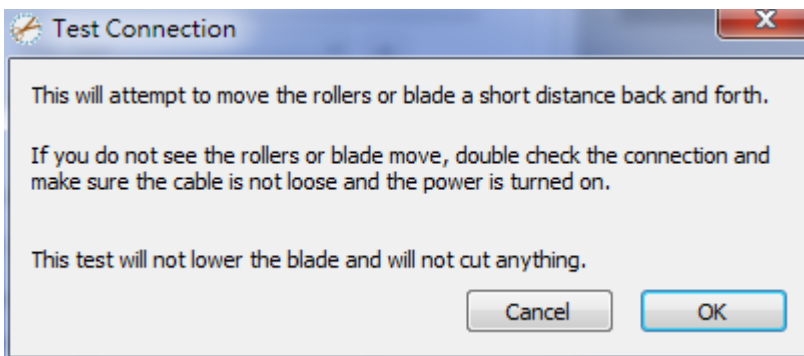 Test Connection
This will attempt to move the rollers or blade a short distance back and forth.
If you do not see the rollers or blade move, double check the connection and
make sure the cable is not loose and the power is turned on.
This test will not lower the blade and will not cut anything.
Cancel OK